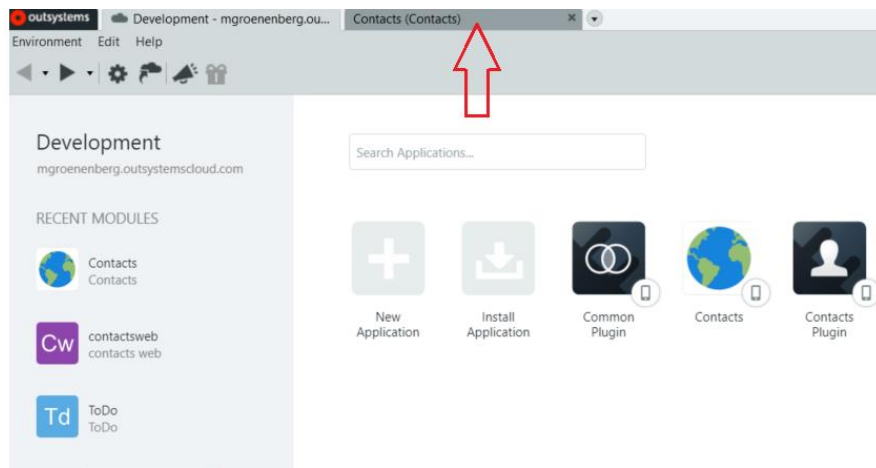 outsystems
Development - mgroenenberg.ou...
Contacts (Contacts)
Environment Edit Help
Development
mgroenenberg.outsystemscloud.com
Search Applications...
RECENT MODULES
Contacts
Contacts
Cw
contactsweb
contacts web
Td
ToDo
ToDo
New
Application
Install
Application
Common
Plugin
Contacts
Contacts
Plugin